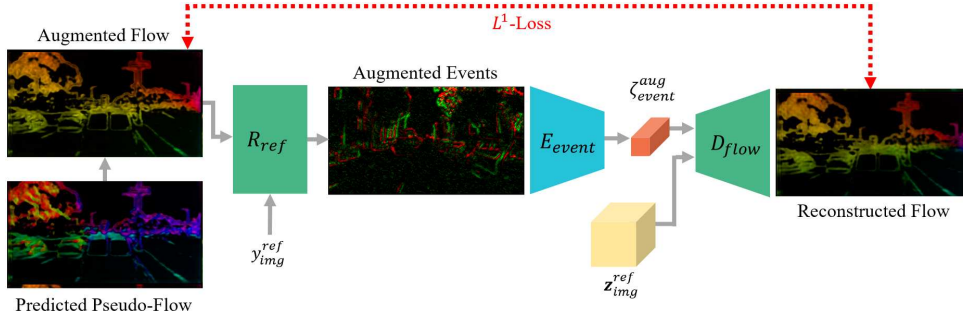 L¹-Loss
Augmented Flow
Augmented Events
ζ_event^aug
R_ref
E_event
D_flow
Reconstructed Flow
y_img^ref
z_img^ref
Predicted Pseudo-Flow